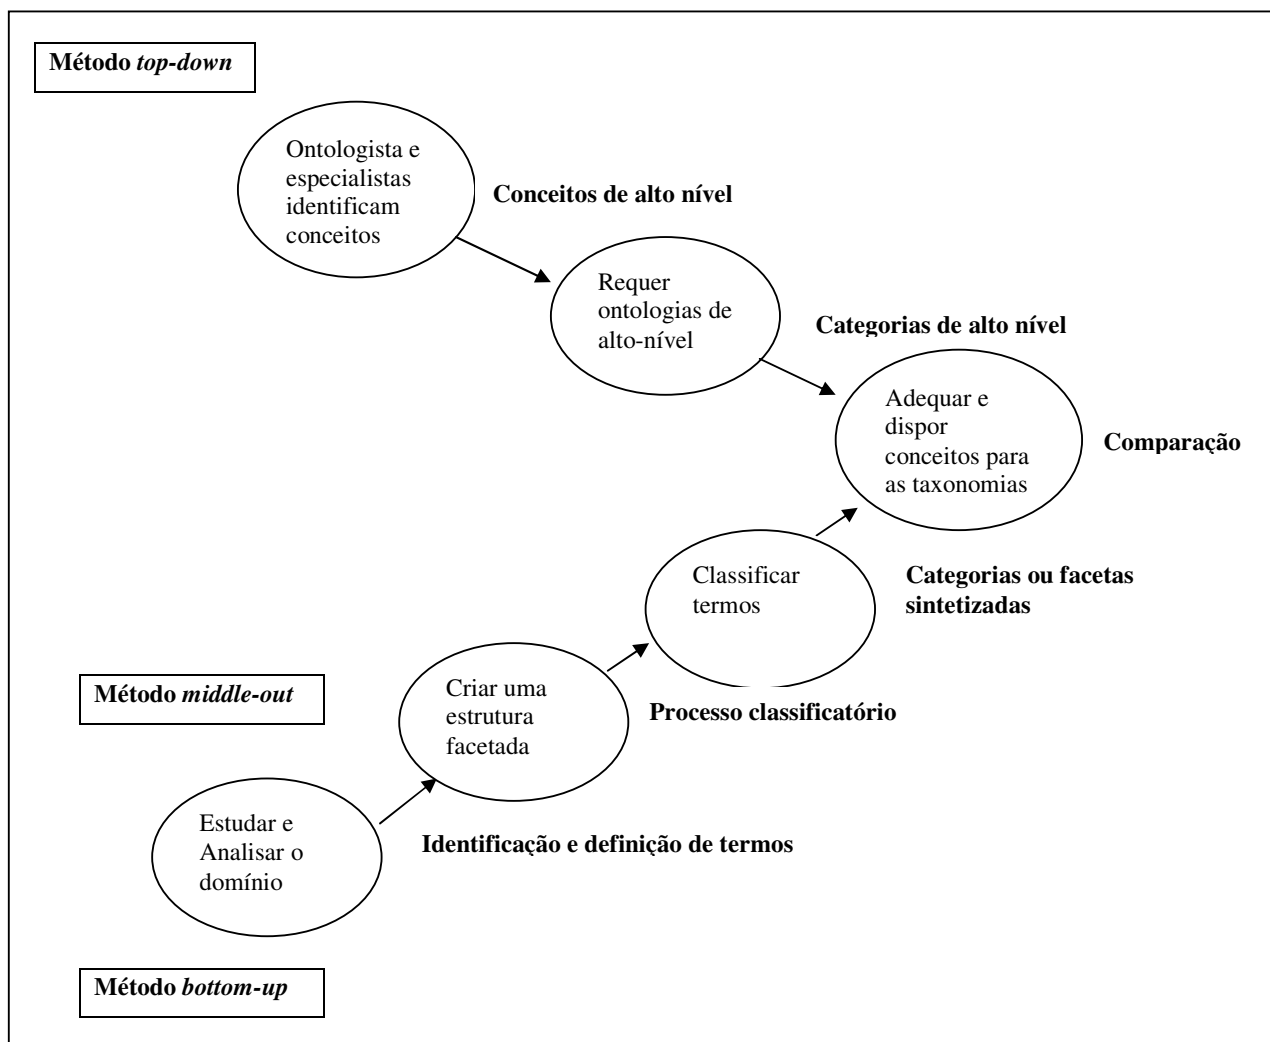 Método top-down
Ontologista e
especialistas
identificam
conceitos
Conceitos de alto nível
Requer
ontologias de
alto-nível
Categorias de alto nível
Adequar e
dispor
conceitos para
as taxonomias
Comparação
Classificar
termos
Categorias ou facetas
sintetizadas
Método middle-out
Criar uma
estrutura
facetada
Processo classificatório
Estudar e
Analisar o
domínio
Identificação e definição de termos
Método bottom-up